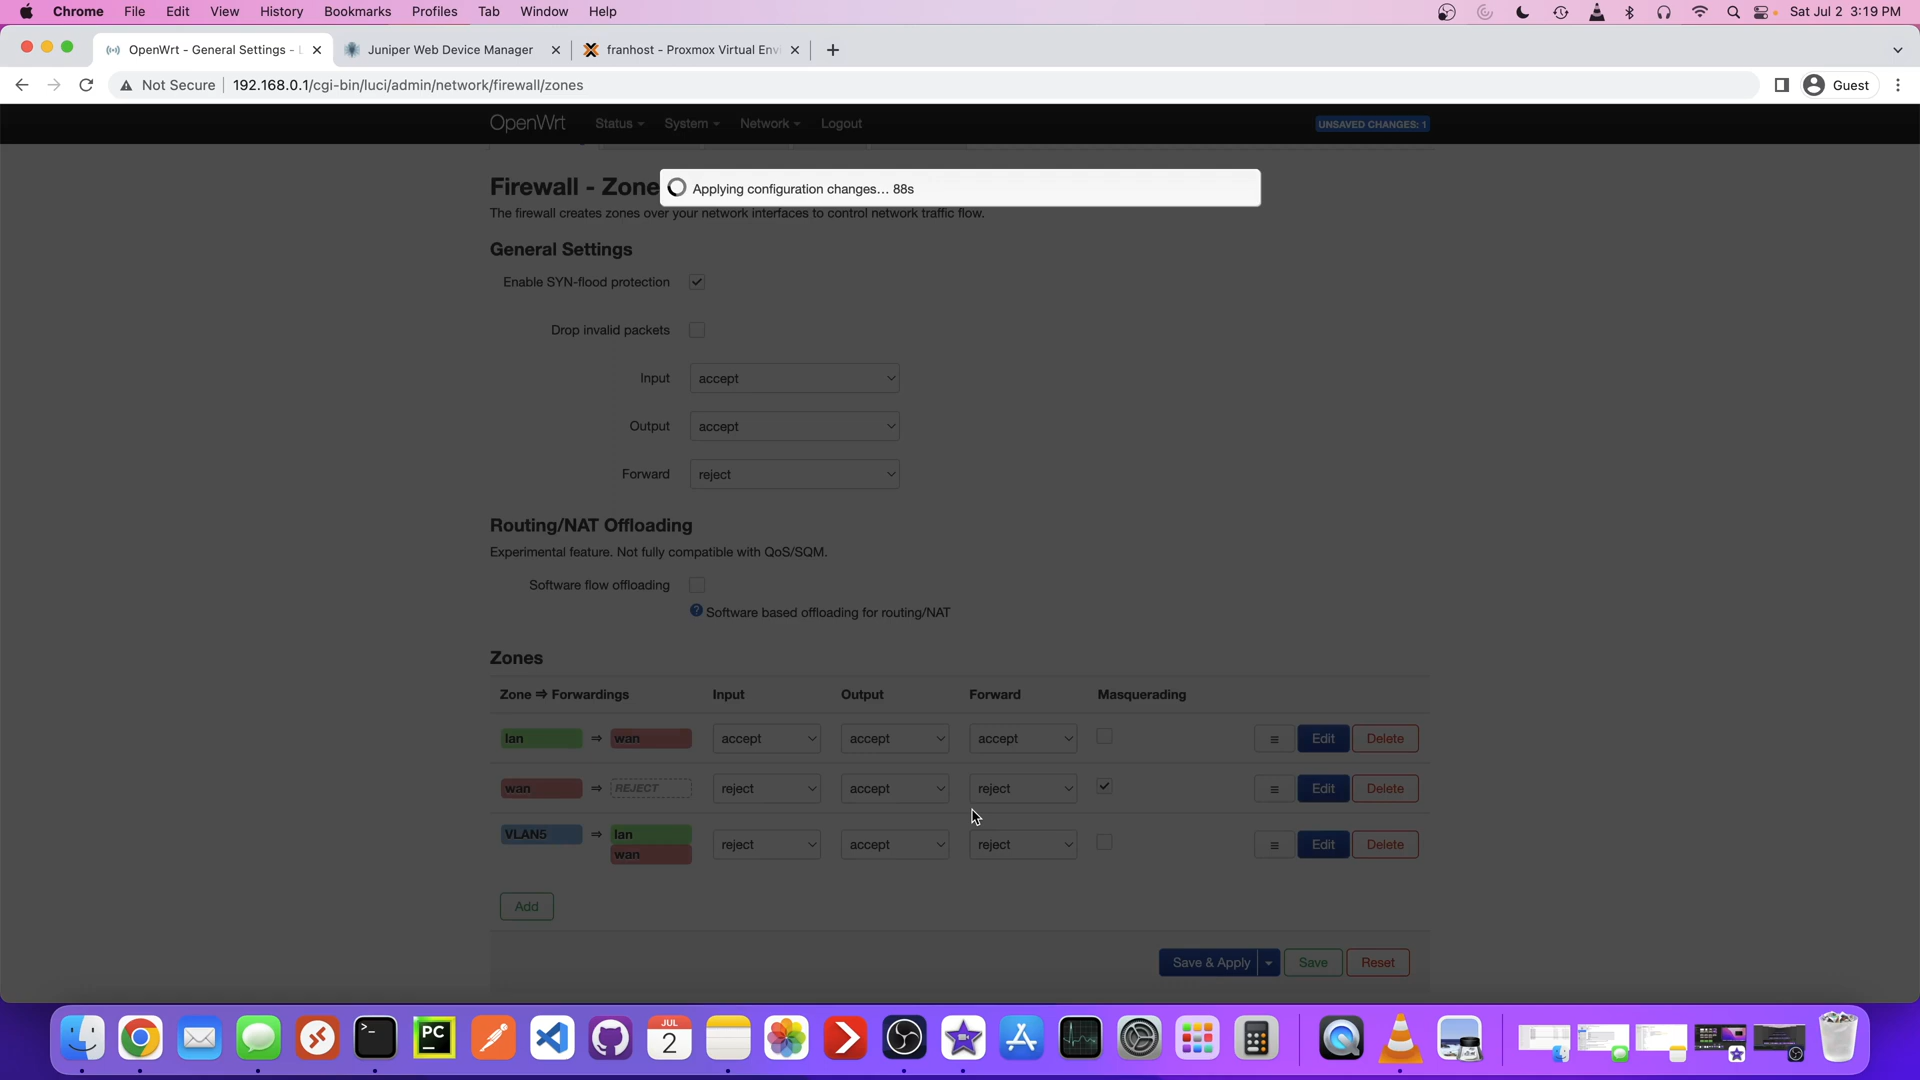 Chrome File Edit View History Bookmarks Profiles Tab Window Help Sat Jul 2 3:19 PM
OpenWrt - General Settings - L Juniper Web Device Manager franhost - Proxmox Virtual Env
Not Secure 192.168.0.1/cgi-bin/luci/admin/network/firewall/zones Guest
OpenWrt Status System Network Logout UNSAVED CHANGES: 1
Firewall - Zone
Applying configuration changes… 88s
The firewall creates zones over your network interfaces to control network traffic flow.
General Settings
Enable SYN-flood protection
Drop invalid packets
Input accept
Output accept
Forward reject
Routing/NAT Offloading
Experimental feature. Not fully compatible with QoS/SQM.
Software flow offloading
Software based offloading for routing/NAT
Zones
Zone ⇒ Forwardings Input Output Forward Masquerading
lan ⇒ wan accept accept accept Edit Delete
wan ⇒ REJECT reject accept reject Edit Delete
VLAN5 ⇒ lan wan reject accept reject Edit Delete
Add
Save & Apply Save Reset
PC
JUL
2